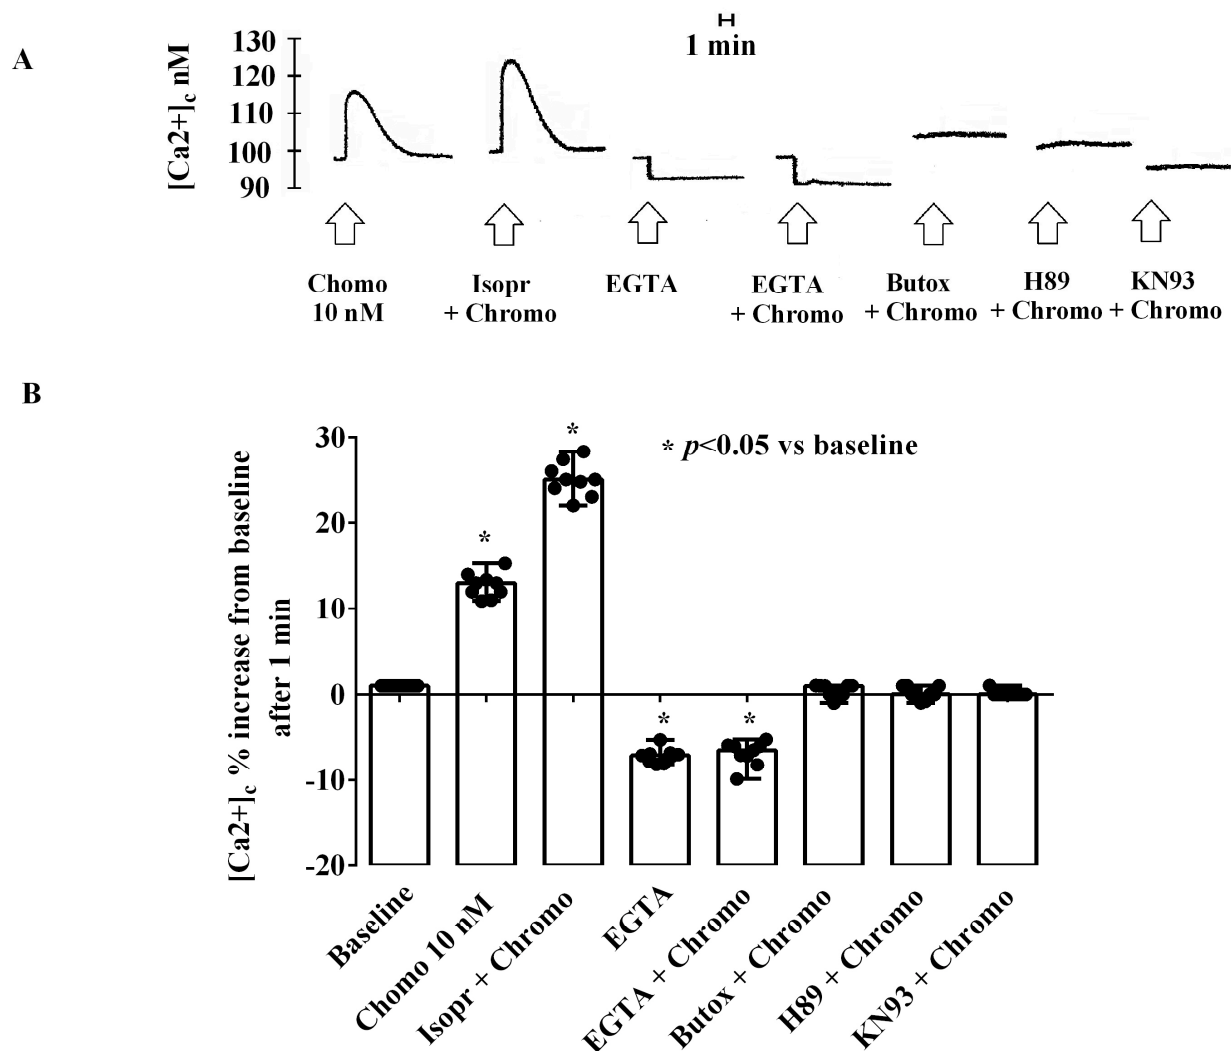 A
[Ca2+]c nM
130
120
110
100
90
1 min
Chomo
10 nM
Isopr
+ Chromo
EGTA
EGTA
+ Chromo
Butox
+ Chromo
H89
+ Chromo
KN93
+ Chromo
B
[Ca2+]c % increase from baseline
after 1 min
30
20
10
0
-10
-20
* p<0.05 vs baseline
*
*
*
*
Baseline
Chomo 10 nM
Isopr + Chromo
EGTA
EGTA + Chromo
Butox + Chromo
H89 + Chromo
KN93 + Chromo